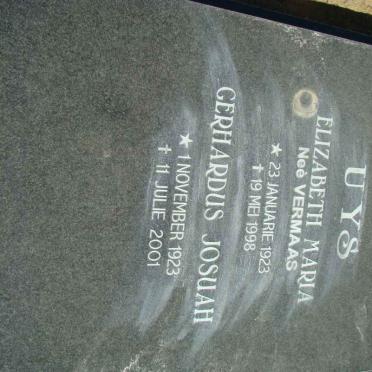 UYS
ELIZABETH MARIA
Neé VERMAAS
★ 23 JANUARIE 1923
✝ 19 MEI 1998
GERHARDUS JOSUAH
★ 1 NOVEMBER 1923
✝ 11 JULIE 2001